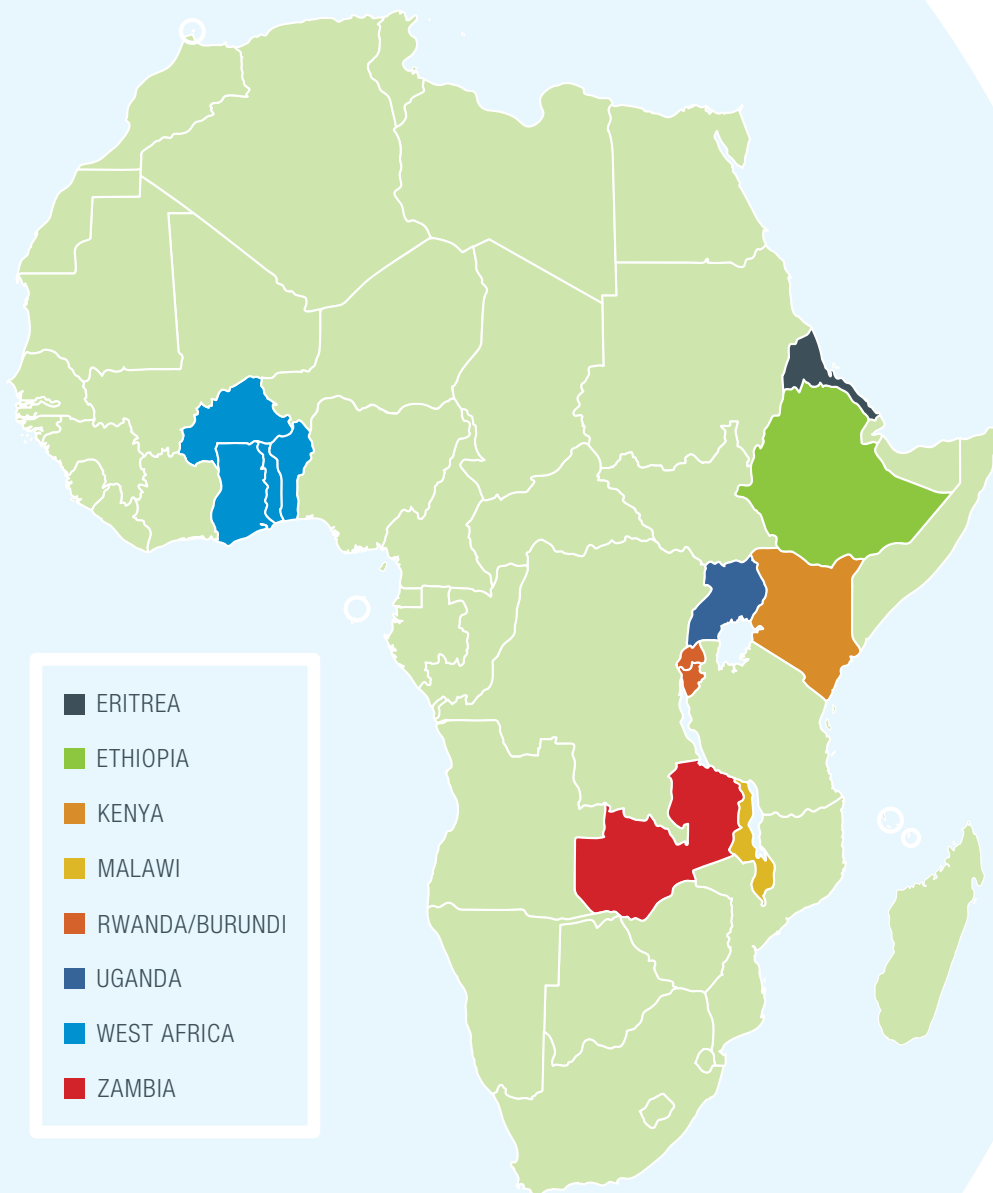 ERITREA
ETHIOPIA
KENYA
MALAWI
RWANDA/BURUNDI
UGANDA
WEST AFRICA
ZAMBIA